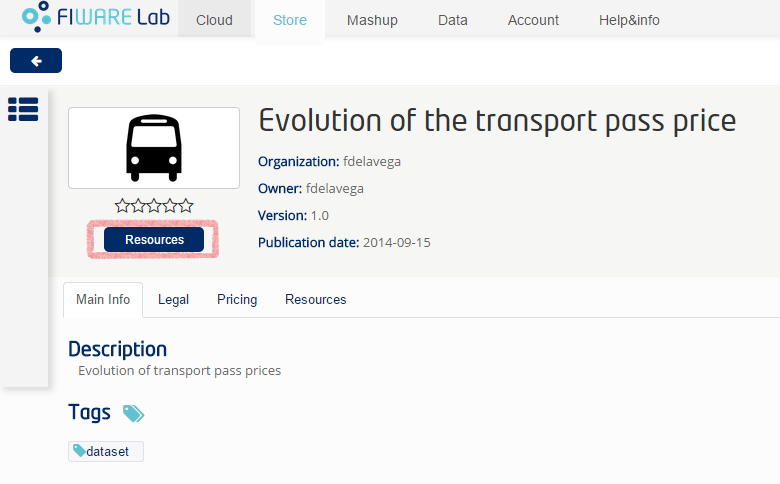 FIWARE Lab Cloud Store Mashup Data Account Help&info
Evolution of the transport pass price
Organization: fdelavega
Owner: fdelavega
Version: 1.0
Publication date: 2014-09-15
Resources
Main Info Legal Pricing Resources
Description
Evolution of transport pass prices
Tags
dataset